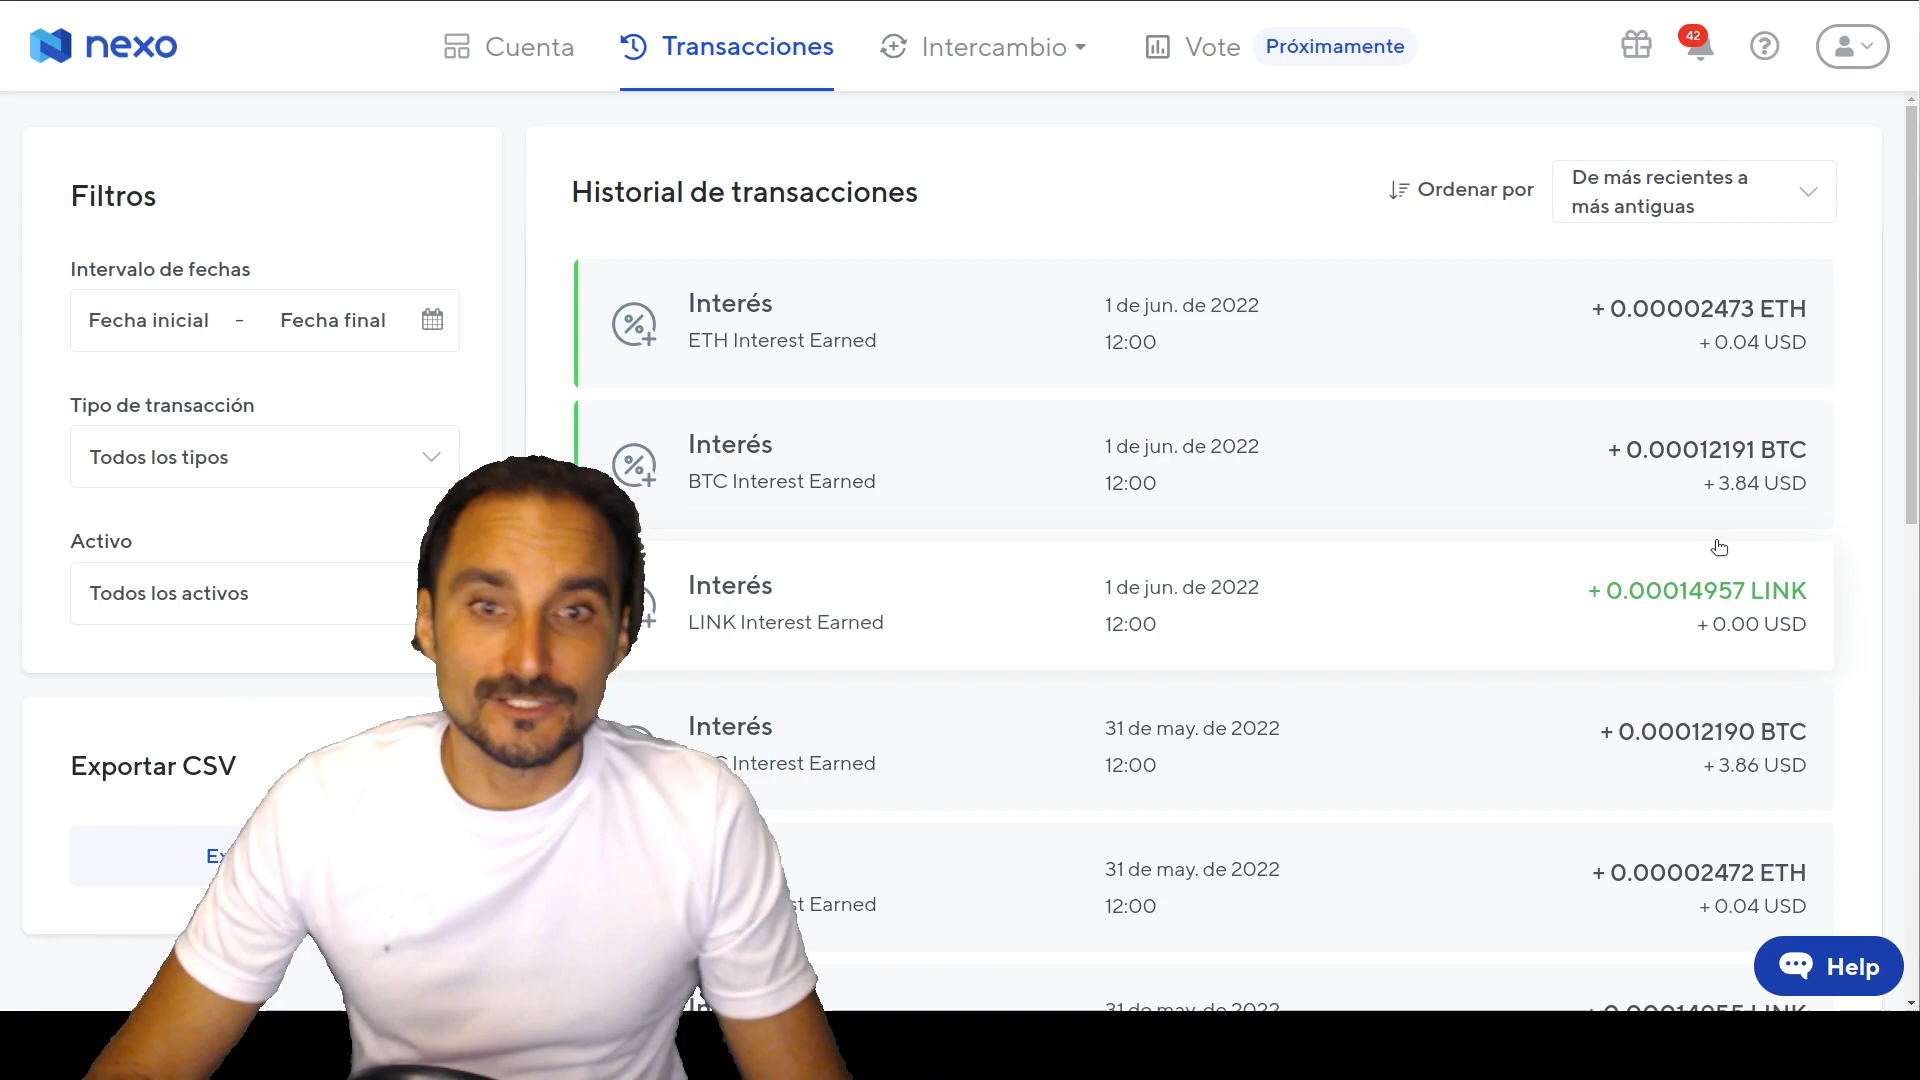 nexo
Cuenta
Transacciones
Intercambio
Vote
Próximamente
42
Filtros
Intervalo de fechas
Fecha inicial - Fecha final
Tipo de transacción
Todos los tipos
Activo
Todos los activos
Exportar CSV
Historial de transacciones
Ordenar por
De más recientes a
más antiguas
Interés
ETH Interest Earned
1 de jun. de 2022
12:00
+ 0.00002473 ETH
+ 0.04 USD
Interés
BTC Interest Earned
1 de jun. de 2022
12:00
+ 0.00012191 BTC
+ 3.84 USD
Interés
LINK Interest Earned
1 de jun. de 2022
12:00
+ 0.00014957 LINK
+ 0.00 USD
Interés
Interest Earned
31 de may. de 2022
12:00
+ 0.00012190 BTC
+ 3.86 USD
Earned
31 de may. de 2022
12:00
+ 0.00002472 ETH
+ 0.04 USD
31 de may. de 2022
Help